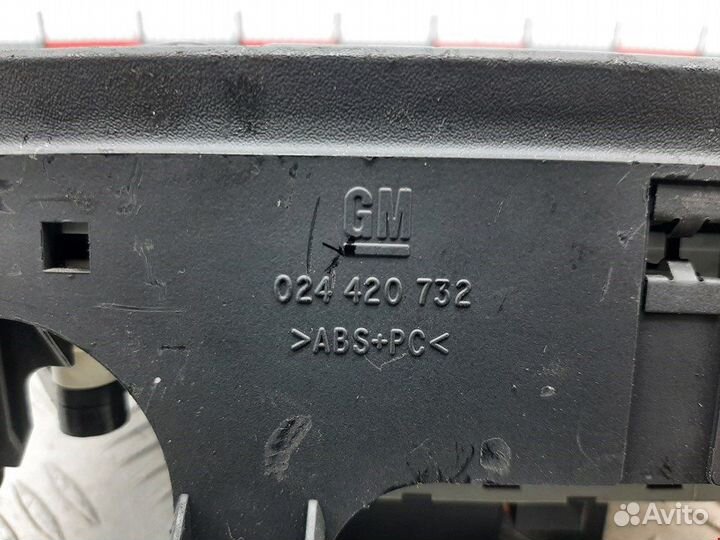 GM
024 420 732
>ABS+PC<
Avito